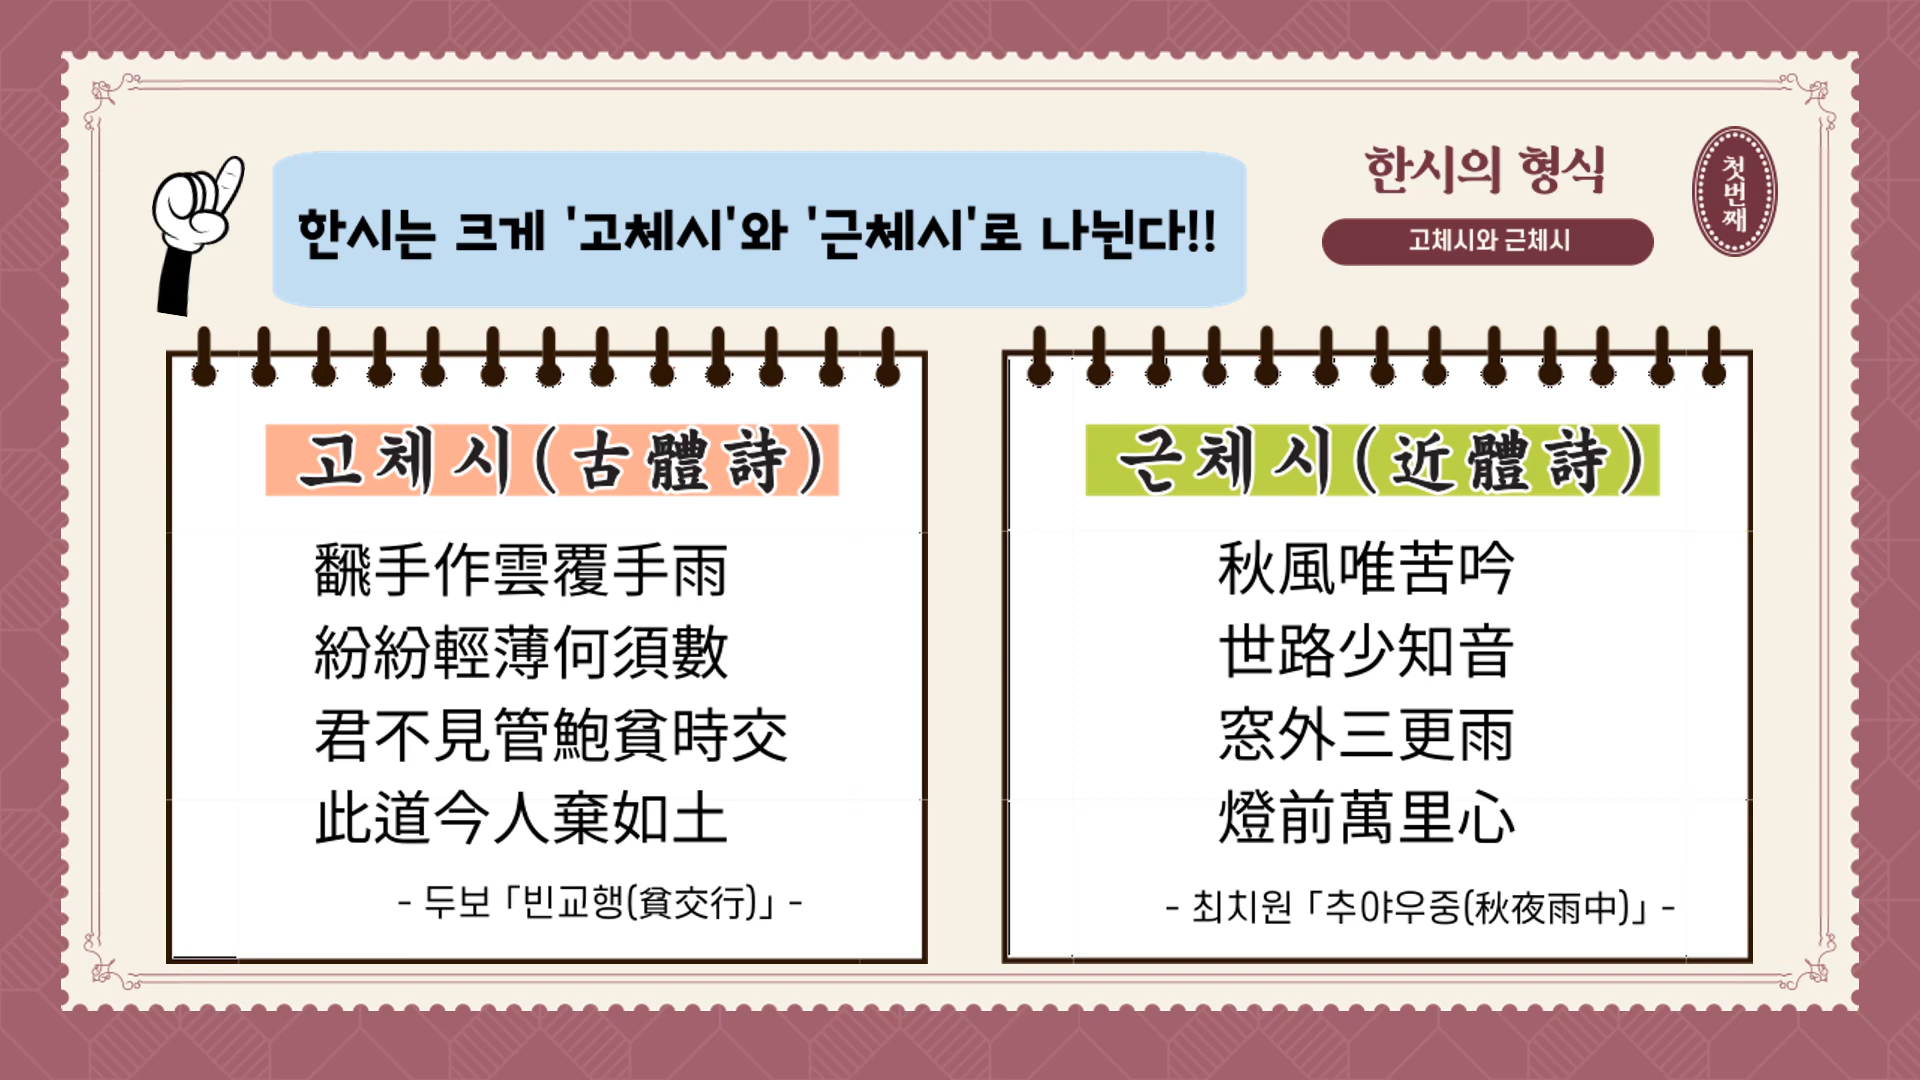 한시는 크게 '고체시'와 '근체시'로 나뉜다!!
한시의 형식
고체시와 근체시
첫번째
고체시(古體詩)
飜手作雲覆手雨
紛紛輕薄何須數
君不見管鮑貧時交
此道今人棄如土
- 두보 「빈교행(貧交行)」 -
근체시(近體詩)
秋風唯苦吟
世路少知音
窓外三更雨
燈前萬里心
- 최치원 「추야우중(秋夜雨中)」 -